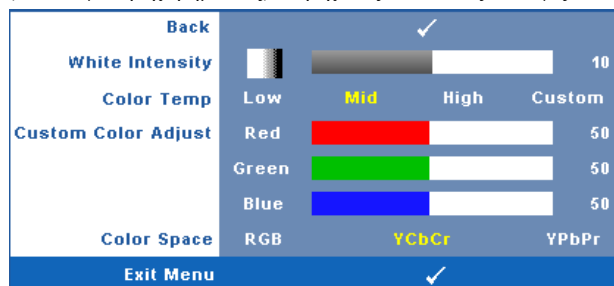 Back
White Intensity 10
Color Temp Low Mid High Custom
Custom Color Adjust Red 50
Green 50
Blue 50
Color Space RGB YCbCr YPbPr
Exit Menu